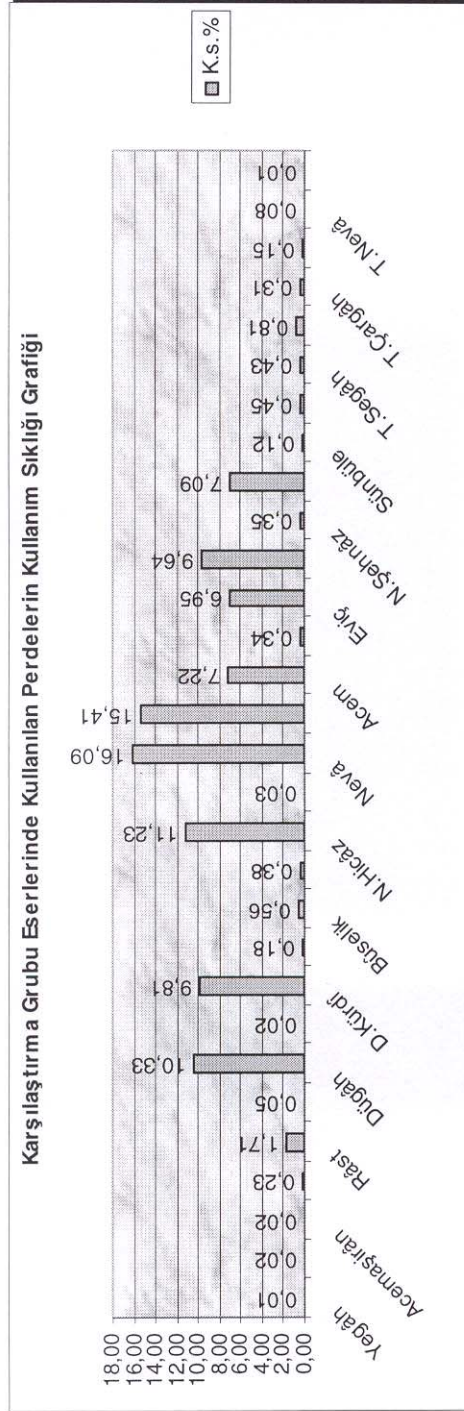 Karşılaştırma Grubu Eserlerinde Kullanılan Perdelerin Kullanım Sıklığı Grafiği
K.s.%
18,00
16,00
14,00
12,00
10,00
8,00
6,00
4,00
2,00
0,00
0,01
0,02
0,02
0,23
1,71
0,05
10,33
0,02
9,81
0,18
0,56
0,38
11,23
0,03
16,09
15,41
7,22
0,34
6,95
9,64
0,35
7,09
0,12
0,45
0,43
0,81
0,31
0,15
0,08
0,01
Yegâh
Acemaşirân
Râst
Dügâh
D.Kürdî
Bûselik
N.Hicâz
Nevâ
Acem
Eviç
N.Şehnâz
Sünbüle
T.Segâh
T.Çargâh
T.Nevâ